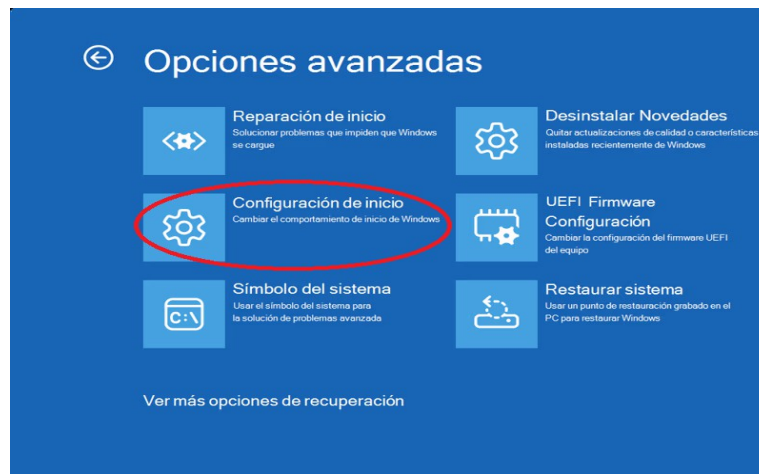 Opciones avanzadas
Reparación de inicio
Solucionar problemas que impiden que Windows
se cargue
Configuración de inicio
Cambiar el comportamiento de inicio de Windows
Símbolo del sistema
Usar el símbolo del sistema para
la solución de problemas avanzada
C:\
Desinstalar Novedades
Quitar actualizaciones de calidad o características
instaladas recientemente de Windows
UEFI Firmware
Configuración
Cambiar la configuración del firmware UEFI
del equipo
Restaurar sistema
Usar un punto de restauración grabado en el
PC para restaurar Windows
Ver más opciones de recuperación